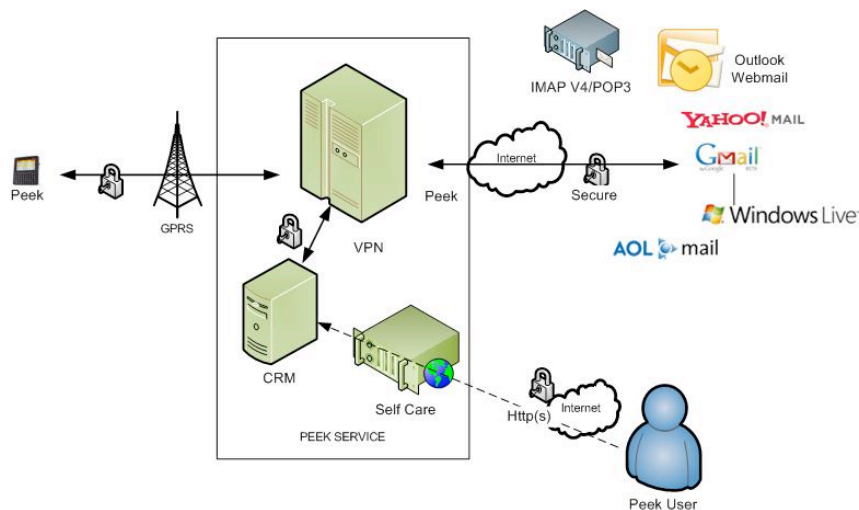 IMAP V4/POP3
Outlook
Webmail
YAHOO! MAIL
Internet
Gmail
Peek
Peek
Secure
GPRS
Windows Live
VPN
AOL mail
CRM
Self Care
Http(s)
Internet
PEEK SERVICE
Peek User